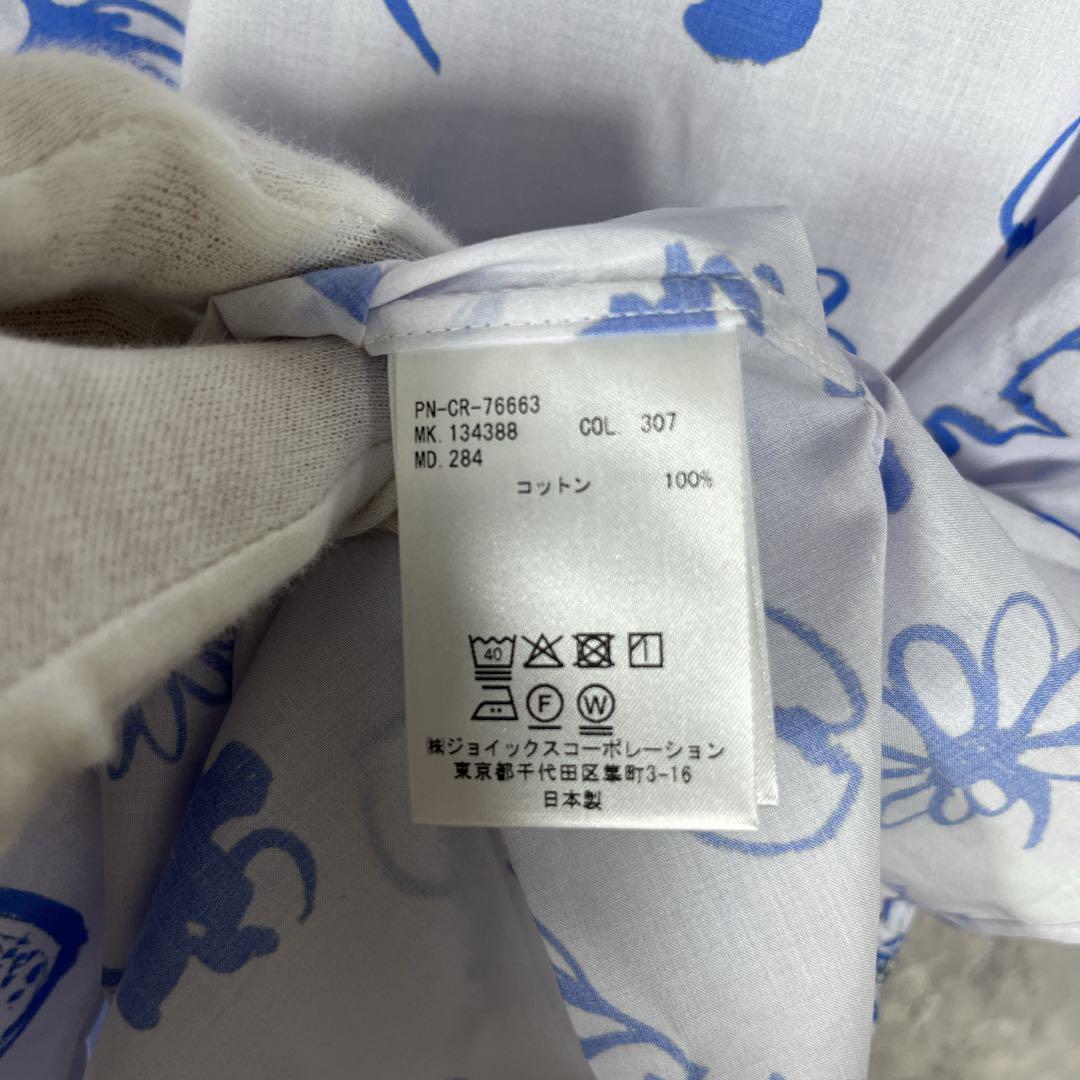 PN-CR-76663
MK. 134388 COL. 307
MD. 284
コットン 100%
40
F W
㈱ジョイックスコーポレーション
東京都千代田区隼町3-16
日本製